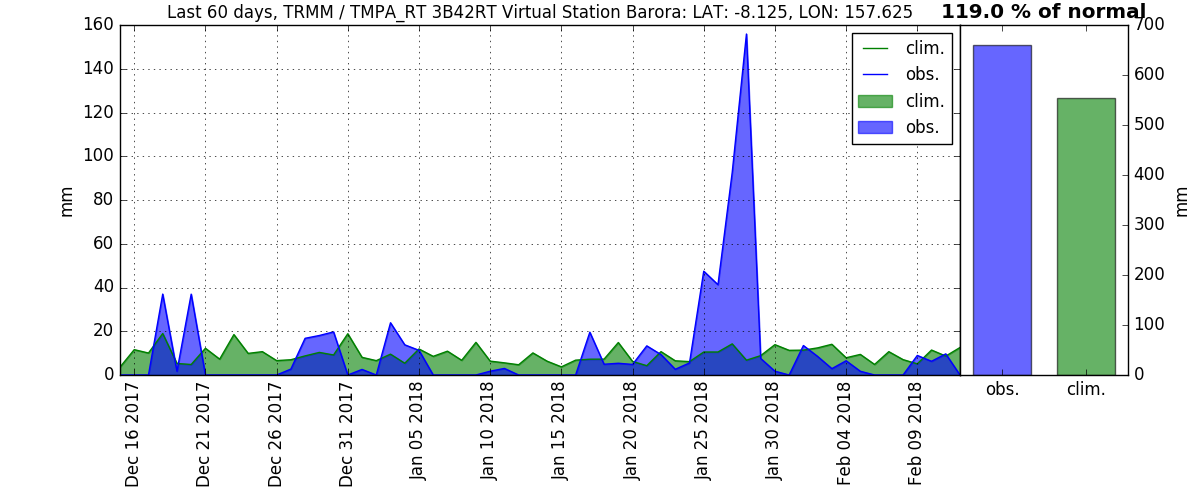 Last 60 days, TRMM / TMPA_RT 3B42RT Virtual Station Barora: LAT: -8.125, LON: 157.625
119.0 % of normal
160
140
120
100
80
60
40
20
0
mm
clim.
obs.
clim.
obs.
700
600
500
400
300
200
100
0
mm
Dec 16 2017
Dec 21 2017
Dec 26 2017
Dec 31 2017
Jan 05 2018
Jan 10 2018
Jan 15 2018
Jan 20 2018
Jan 25 2018
Jan 30 2018
Feb 04 2018
Feb 09 2018
obs.
clim.